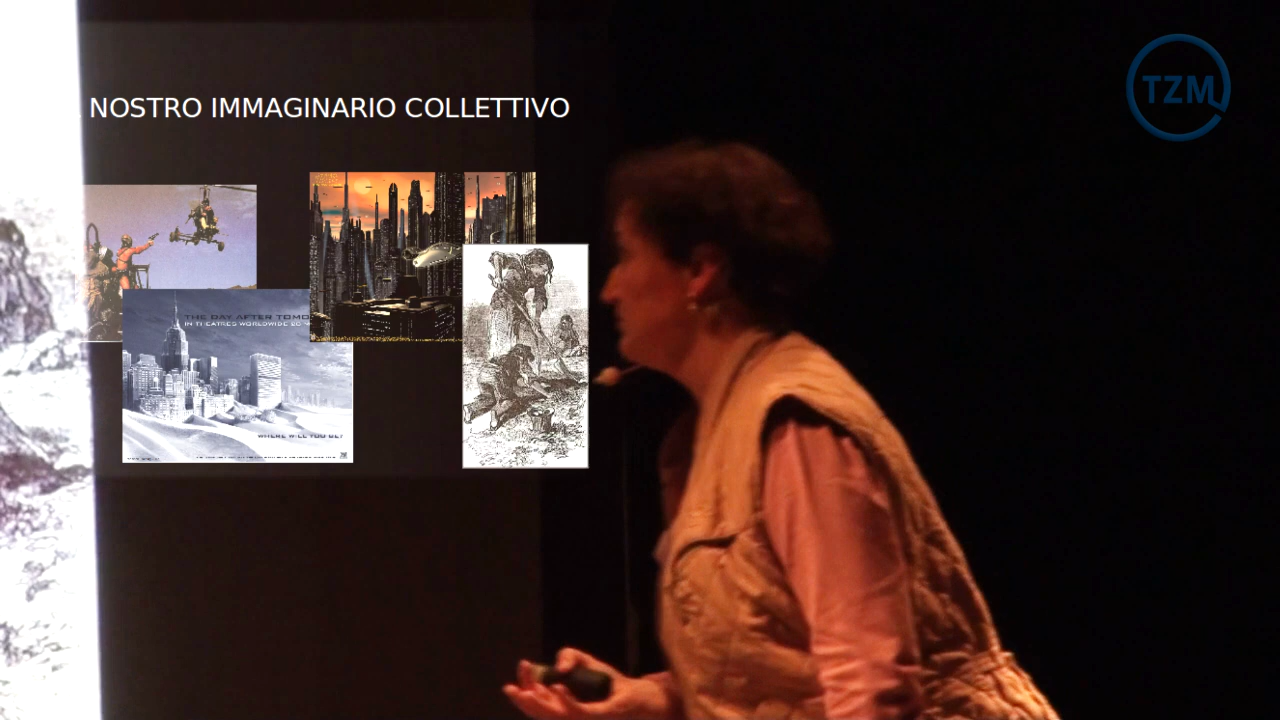 NOSTRO IMMAGINARIO COLLETTIVO
TZM
THE DAY AFTER TOMO
IN THEATRES WORLDWIDE
WHERE WILL YOU BE?